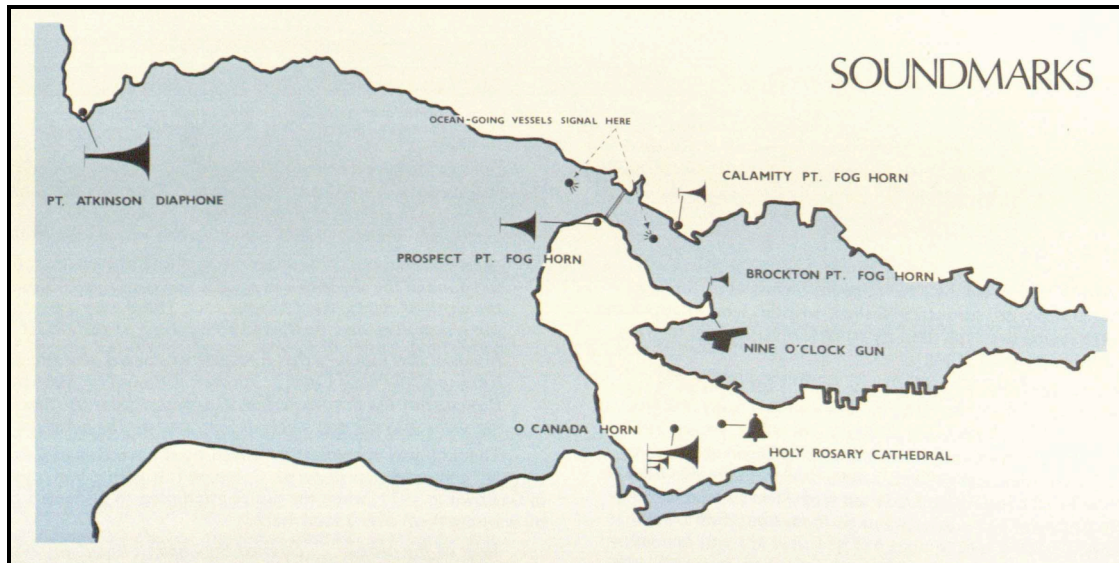 SOUNDMARKS
OCEAN-GOING VESSELS SIGNAL HERE
CALAMITY PT. FOG HORN
PT. ATKINSON DIAPHONE
PROSPECT PT. FOG HORN
BROCKTON PT. FOG HORN
NINE O'CLOCK GUN
O CANADA HORN
HOLY ROSARY CATHEDRAL